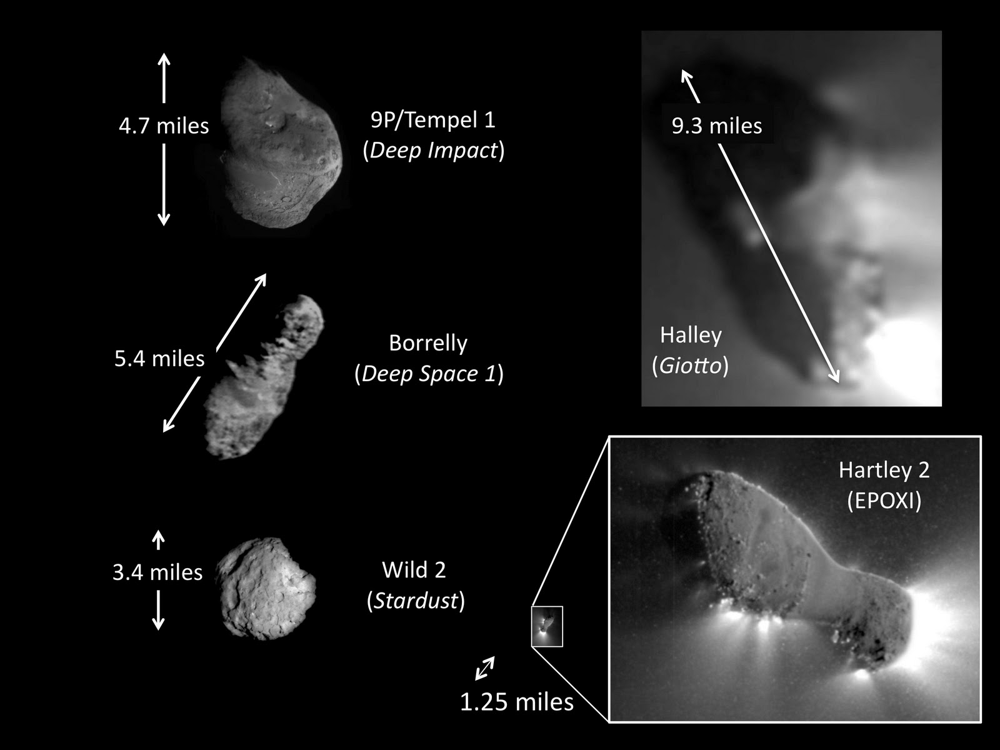 4.7 miles
9P/Tempel 1
(Deep Impact)
9.3 miles
5.4 miles
Borrelly
(Deep Space 1)
Halley
(Giotto)
3.4 miles
Wild 2
(Stardust)
Hartley 2
(EPOXI)
1.25 miles